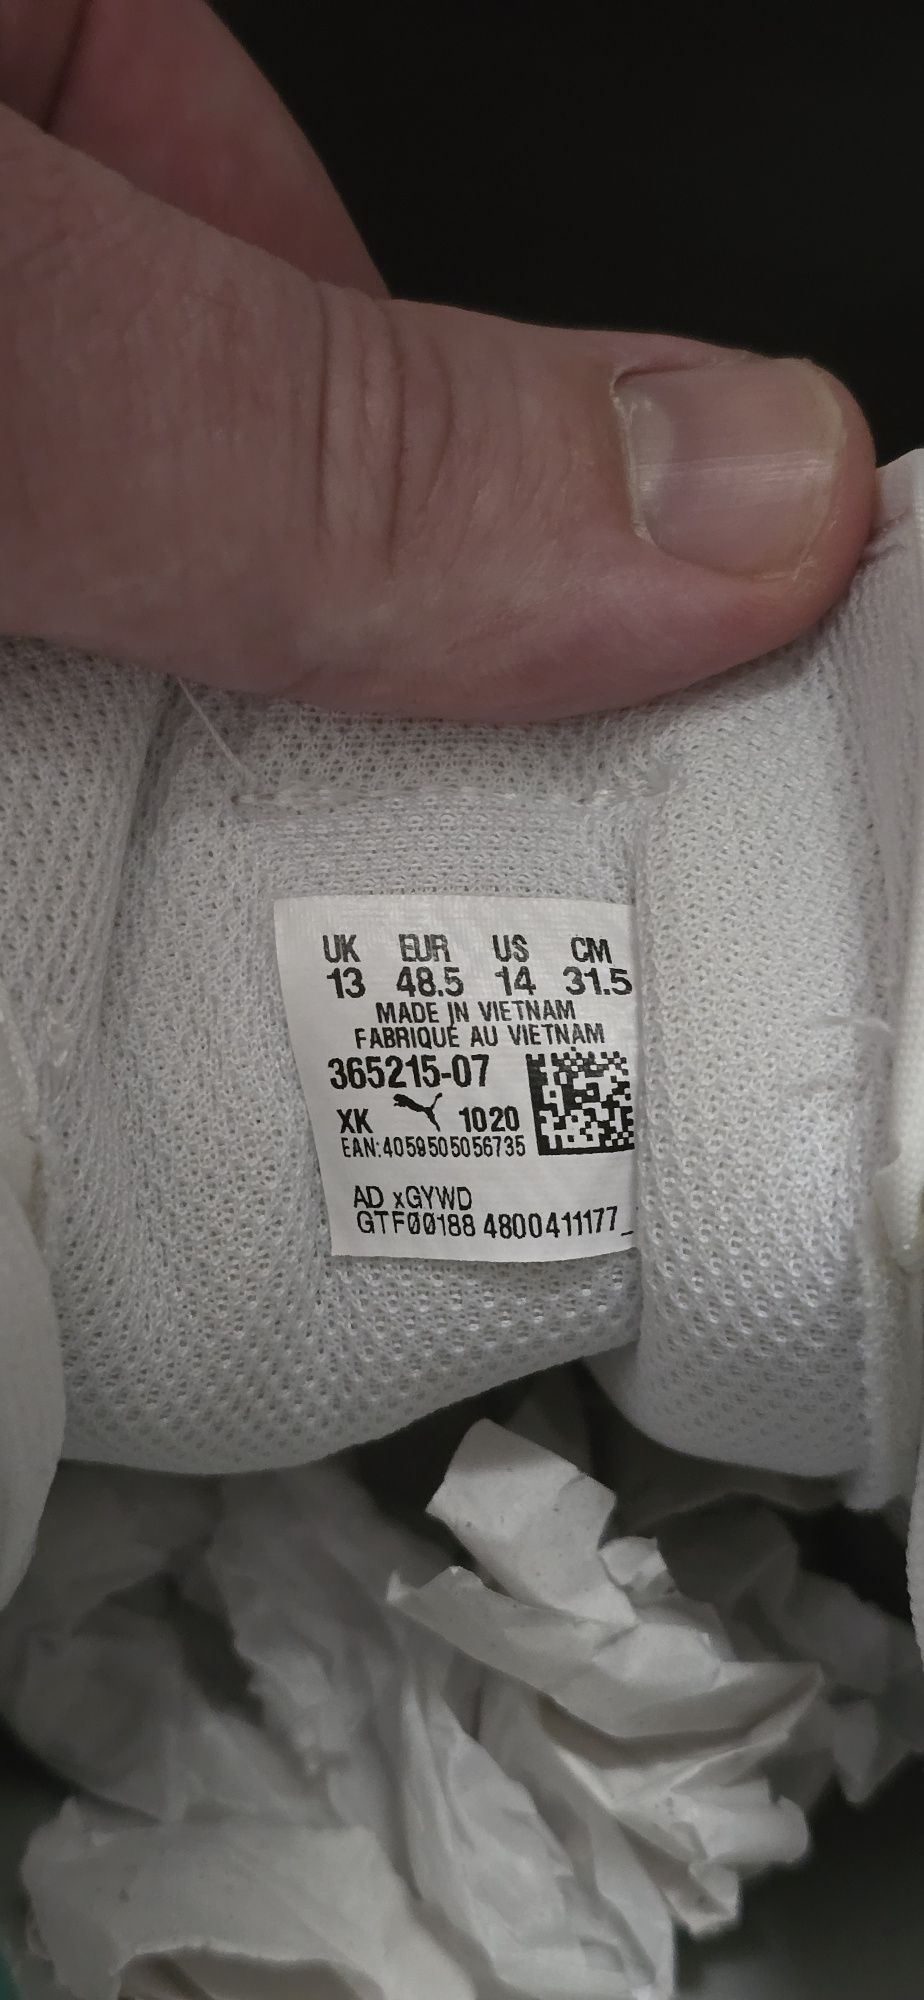 UK EUR US CM
13 48.5 14 31.5
MADE IN VIETNAM
FABRIQUÉ AU VIETNAM
365215-07
XK 1020
EAN:4059505056735
AD xGYWD
GTF00188 4800411177_